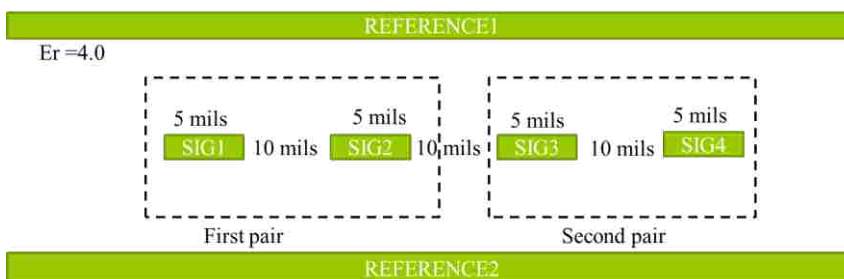 REFERENCE1
Er =4.0
5 mils 5 mils 5 mils 5 mils
SIG1 10 mils SIG2 10 mils SIG3 10 mils SIG4
First pair Second pair
REFERENCE2